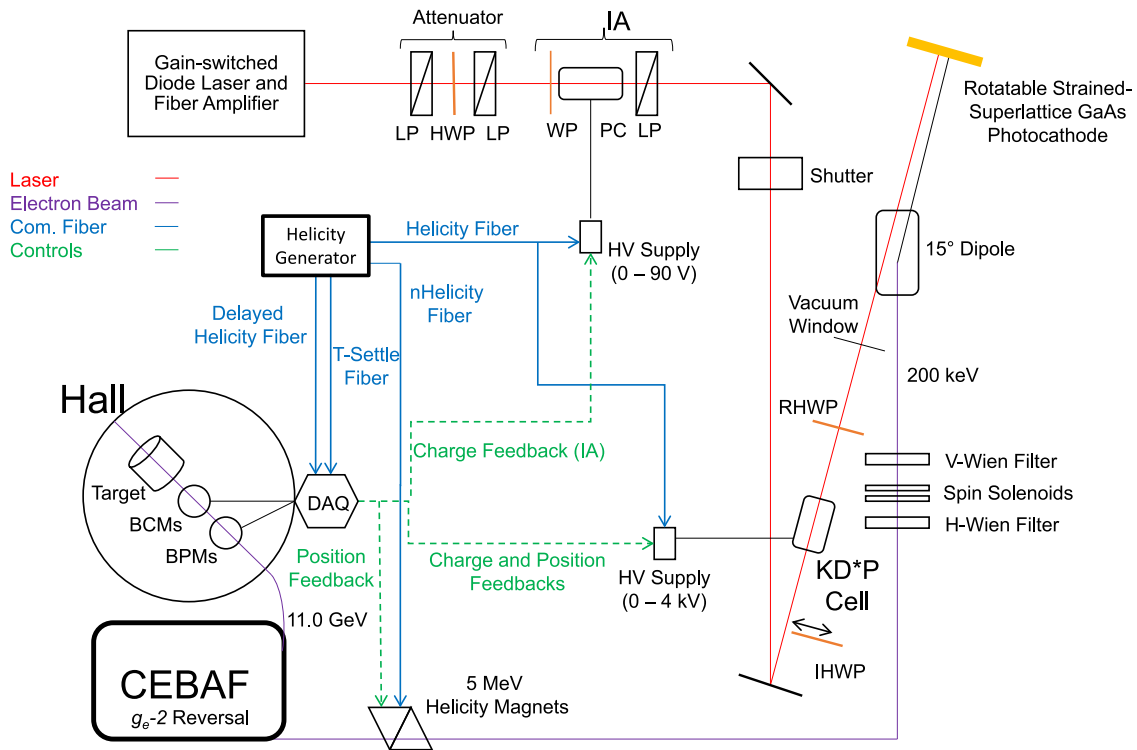 Attenuator
IA
Gain-switched
Diode Laser and
Fiber Amplifier
LP
HWP
LP
WP
PC
LP
Rotatable Strained-
Superlattice GaAs
Photocathode
Laser
Electron Beam
Com. Fiber
Controls
Shutter
Helicity
Generator
Helicity Fiber
HV Supply
(0 – 90 V)
15° Dipole
nHelicity
Fiber
Delayed
Helicity Fiber
T-Settle
Fiber
Vacuum
Window
200 keV
RHWP
Hall
Charge Feedback (IA)
V-Wien Filter
Spin Solenoids
H-Wien Filter
Target
BCMs
BPMs
DAQ
Position
Feedback
Charge and Position
Feedbacks
HV Supply
(0 – 4 kV)
KD*P
Cell
11.0 GeV
IHWP
CEBAF
ge-2 Reversal
5 MeV
Helicity Magnets